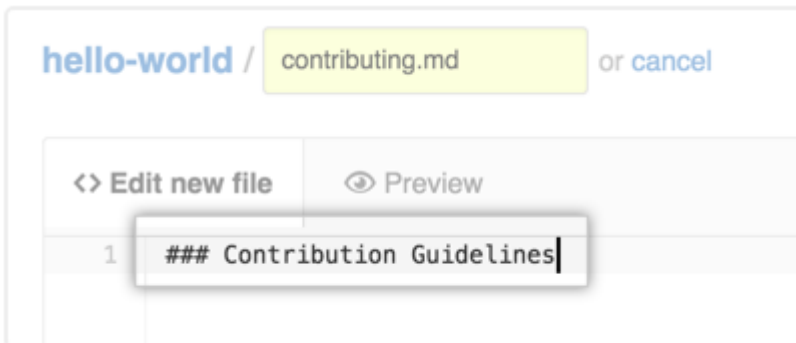 hello-world / contributing.md or cancel
<> Edit new file Preview
1 ### Contribution Guidelines